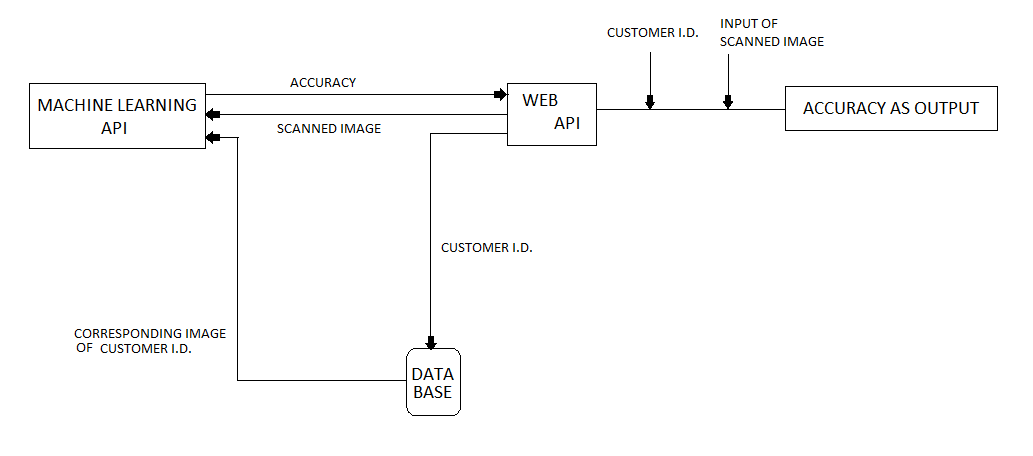 CUSTOMER I.D.
INPUT OF
SCANNED IMAGE
ACCURACY
MACHINE LEARNING
API
WEB
API
ACCURACY AS OUTPUT
SCANNED IMAGE
CUSTOMER I.D.
CORRESPONDING IMAGE
OF CUSTOMER I.D.
DATA
BASE